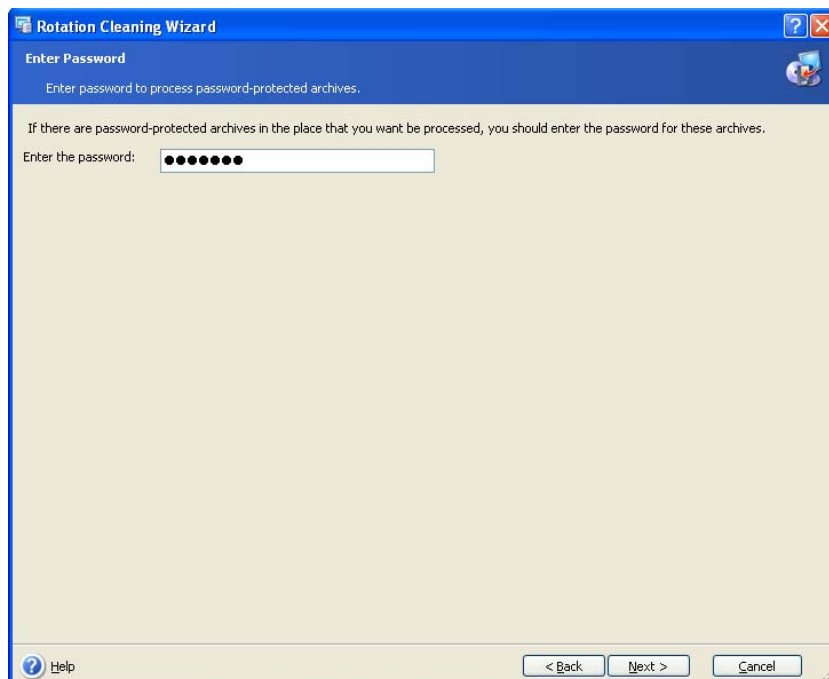 Rotation Cleaning Wizard
Enter Password
Enter password to process password-protected archives.
If there are password-protected archives in the place that you want be processed, you should enter the password for these archives.
Enter the password: ●●●●●●●
Help < Back Next > Cancel